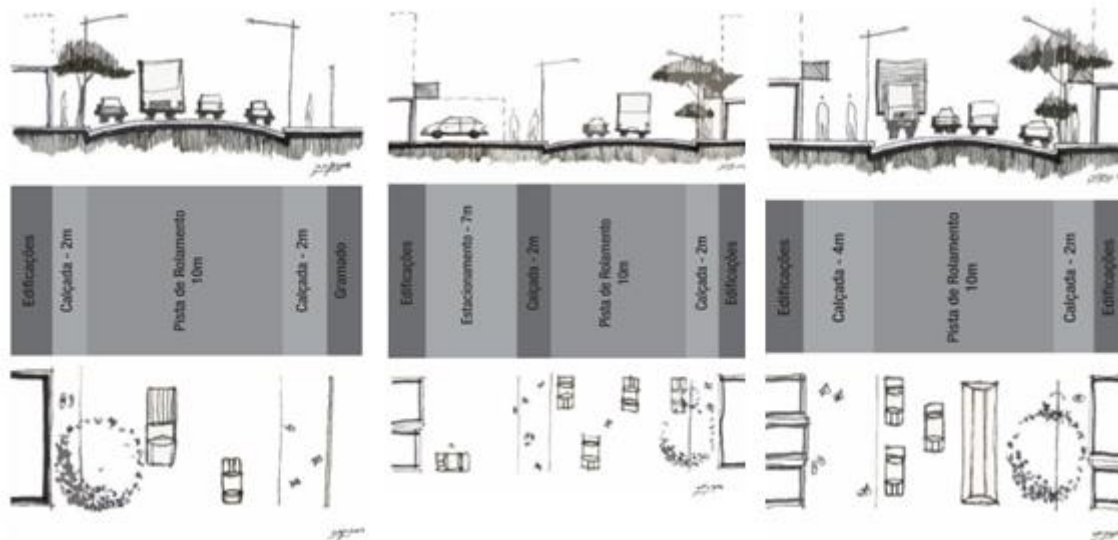 Edificações
Calçada - 2m
Pista de Rolamento
10m
Calçada - 2m
Gramado
Edificações
Estacionamento - 7m
Calçada - 2m
Pista de Rolamento
10m
Calçada - 2m
Edificações
Edificações
Calçada - 4m
Pista de Rolamento
10m
Calçada - 2m
Edificações